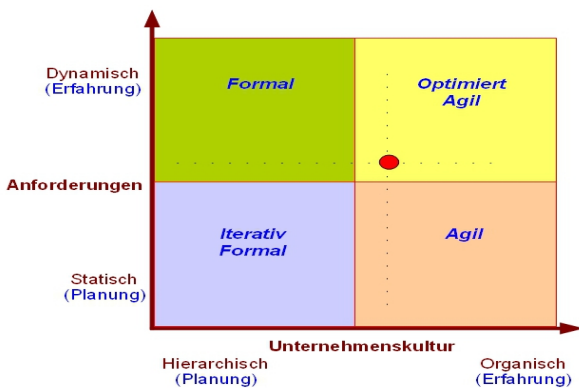 Dynamisch
(Erfahrung)
Formal
Optimiert
Agil
Anforderungen
Iterativ
Formal
Agil
Statisch
(Planung)
Unternehmenskultur
Hierarchisch
(Planung)
Organisch
(Erfahrung)